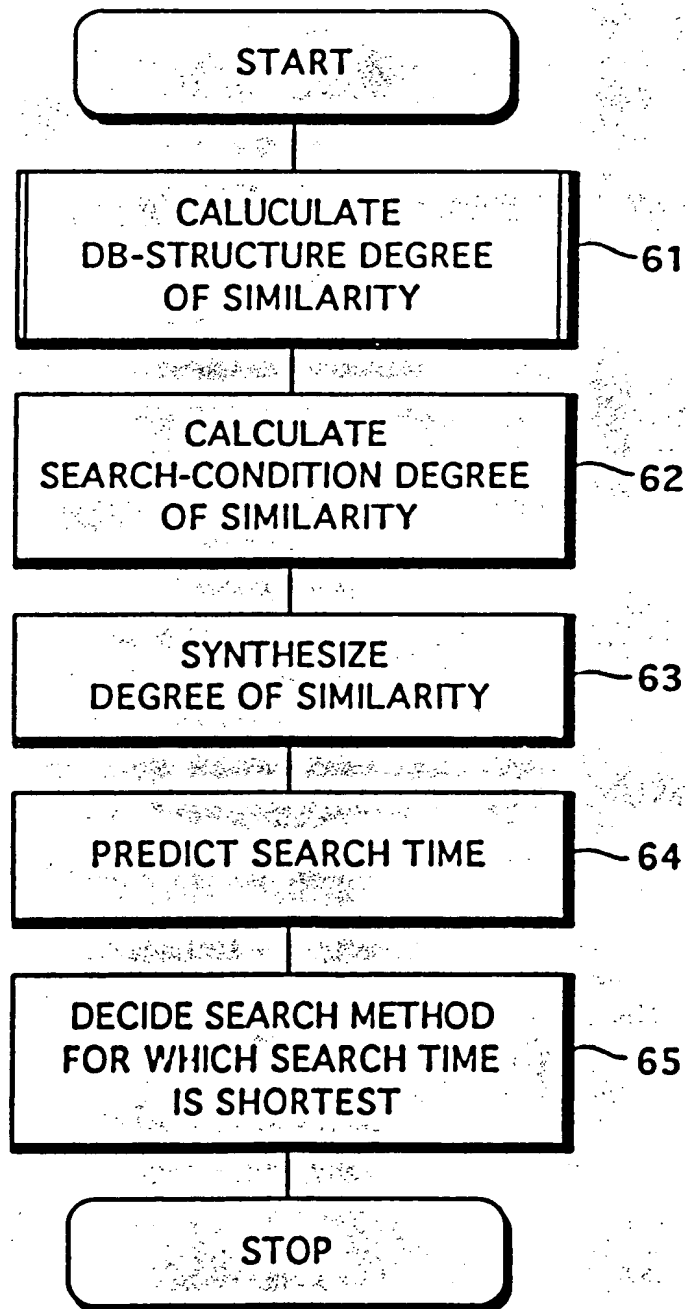 START
CALUCULATE
DB-STRUCTURE DEGREE
OF SIMILARITY
61
CALCULATE
SEARCH-CONDITION DEGREE
OF SIMILARITY
62
SYNTHESIZE
DEGREE OF SIMILARITY
63
PREDICT SEARCH TIME
64
DECIDE SEARCH METHOD
FOR WHICH SEARCH TIME
IS SHORTEST
65
STOP